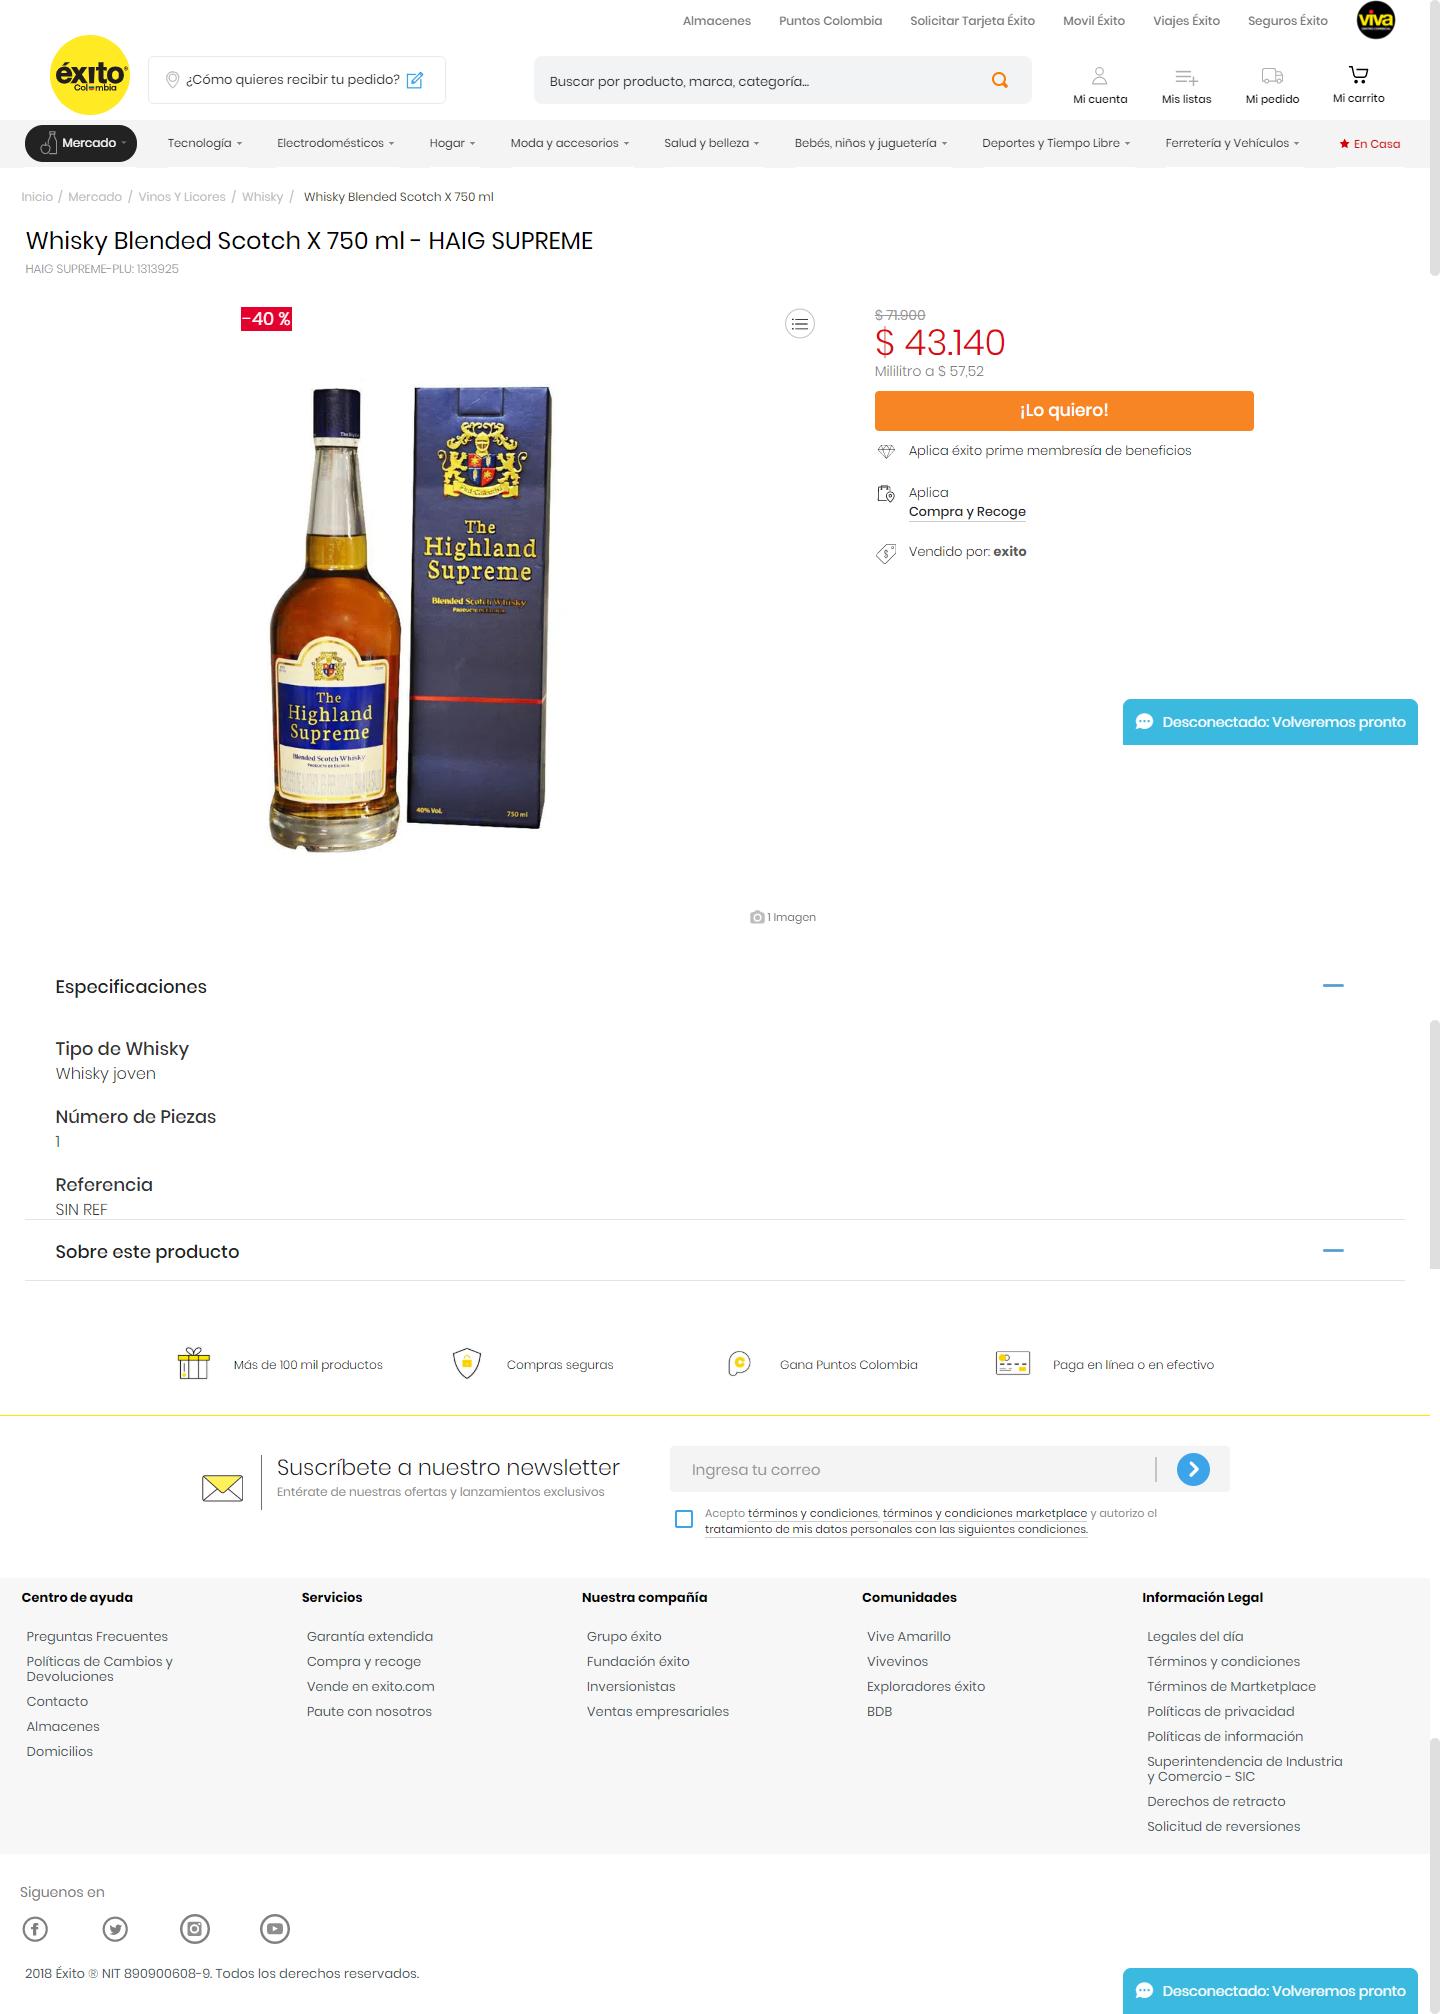 Almacenes Puntos Colombia Solicitar Tarjeta Éxito Movil Éxito Viajes Éxito Seguros Éxito viva
éxito
Colombia
¿Cómo quieres recibir tu pedido?
Buscar por producto, marca, categoría...
Mi cuenta Mis listas Mi pedido Mi carrito
Mercado Tecnología Electrodomésticos Hogar Moda y accesorios Salud y belleza Bebés, niños y juguetería Deportes y Tiempo Libre Ferretería y Vehículos En Casa
Inicio / Mercado / Vinos Y Licores / Whisky / Whisky Blended Scotch X 750 ml
Whisky Blended Scotch X 750 ml - HAIG SUPREME
HAIG SUPREME-PLU: 1313925
-40 %
The
Highland
Supreme
Blended Scotch Whisky
40% Vol. 750 ml
The
Highland
Supreme
Blended Scotch Whisky
PRODUCTO DE ESCOCIA
1 Imagen
$ 71.900
$ 43.140
Mililitro a $ 57,52
¡Lo quiero!
Aplica éxito prime membresía de beneficios
Aplica
Compra y Recoge
Vendido por: exito
Desconectado: Volveremos pronto
Especificaciones
Tipo de Whisky
Whisky joven
Número de Piezas
1
Referencia
SIN REF
Sobre este producto
Más de 100 mil productos Compras seguras Gana Puntos Colombia Paga en línea o en efectivo
Suscríbete a nuestro newsletter
Entérate de nuestras ofertas y lanzamientos exclusivos
Ingresa tu correo
Acepto términos y condiciones, términos y condiciones marketplace y autorizo el
tratamiento de mis datos personales con las siguientes condiciones.
Centro de ayuda
Preguntas Frecuentes
Políticas de Cambios y
Devoluciones
Contacto
Almacenes
Domicilios
Servicios
Garantía extendida
Compra y recoge
Vende en exito.com
Paute con nosotros
Nuestra compañía
Grupo éxito
Fundación éxito
Inversionistas
Ventas empresariales
Comunidades
Vive Amarillo
Vivevinos
Exploradores éxito
BDB
Información Legal
Legales del día
Términos y condiciones
Términos de Martketplace
Políticas de privacidad
Políticas de información
Superintendencia de Industria
y Comercio - SIC
Derechos de retracto
Solicitud de reversiones
Siguenos en
2018 Éxito ® NIT 890900608-9. Todos los derechos reservados.
Desconectado: Volveremos pronto